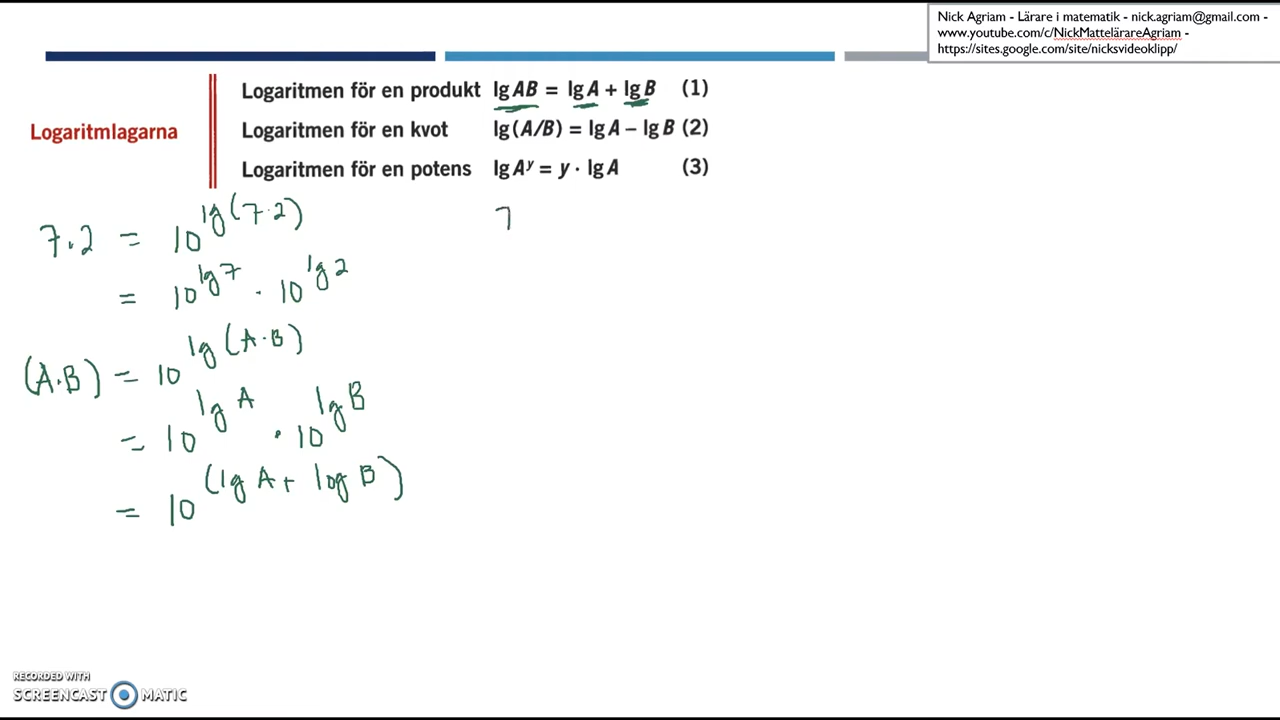 Nick Agriam - Lärare i matematik - nick.agriam@gmail.com -
www.youtube.com/c/NickMattelärareAgriam -
https://sites.google.com/site/nicksvideoklipp/
Logaritmlagarna
Logaritmen för en produkt lg AB = lg A + lg B (1)
Logaritmen för en kvot lg (A/B) = lg A – lg B (2)
Logaritmen för en potens lg A^y = y · lg A (3)
7·2 = 10^lg(7·2)
= 10^lg7 · 10^lg2
(A·B) = 10^lg(A·B)
= 10^lg A · 10^lg B
= 10^(lg A + log B)
7
RECORDED WITH
SCREENCAST MATIC